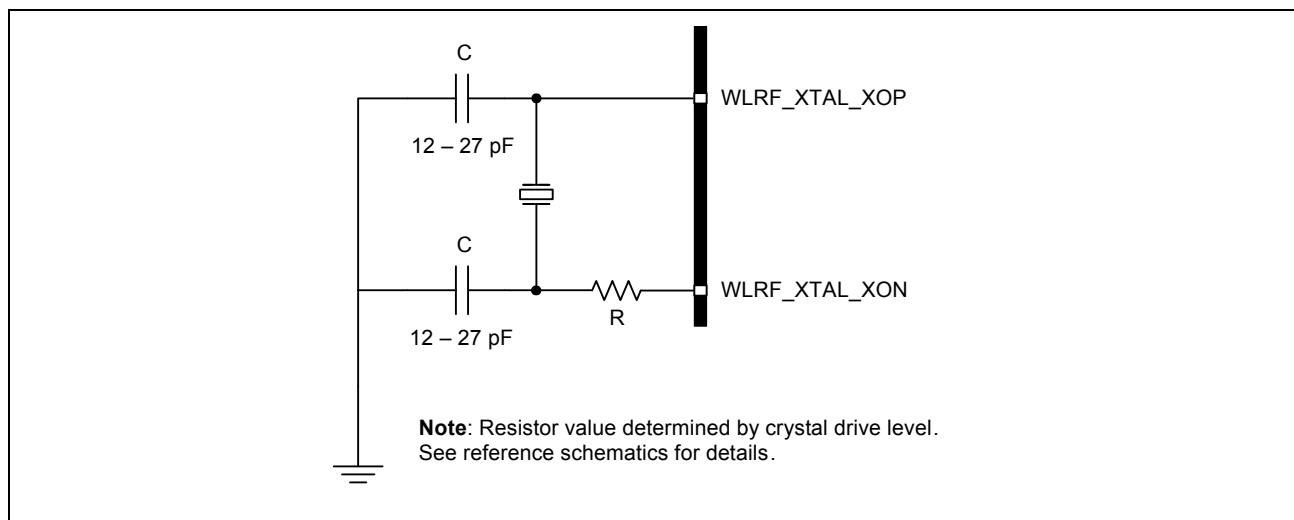 C
WLRF_XTAL_XOP
12 – 27 pF
C
WLRF_XTAL_XON
R
12 – 27 pF
Note: Resistor value determined by crystal drive level.
See reference schematics for details.